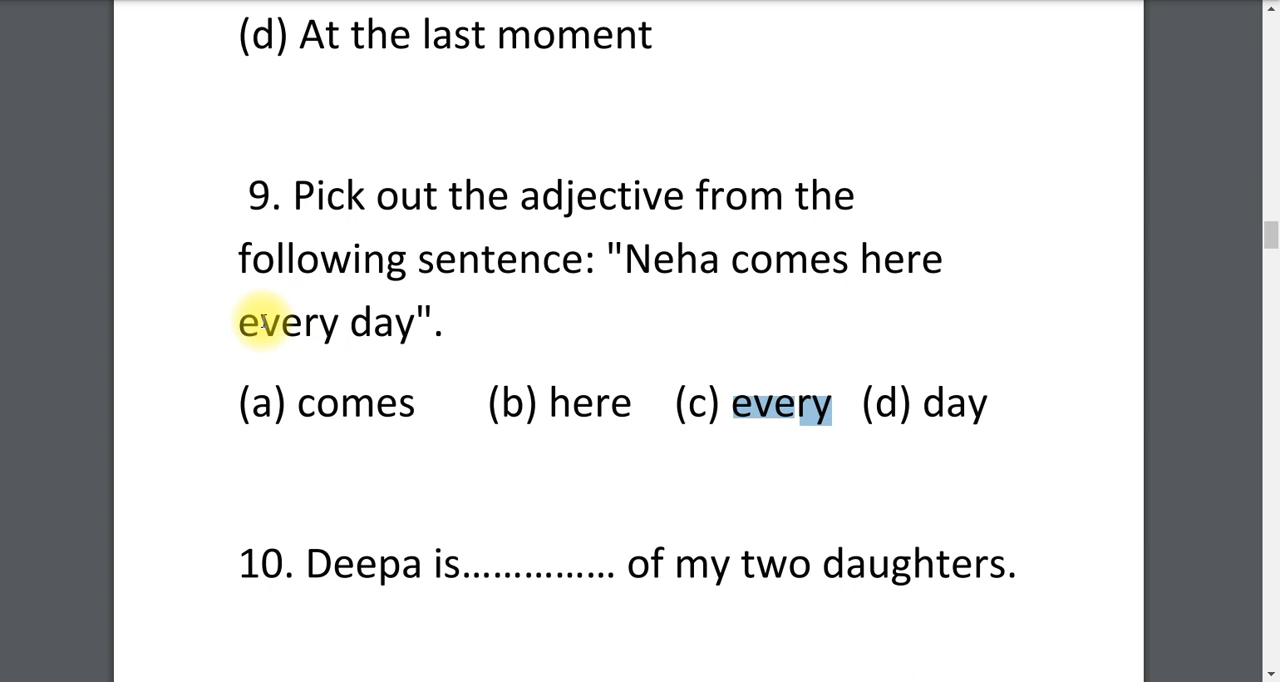 (d) At the last moment
9. Pick out the adjective from the
following sentence: "Neha comes here
every day".
(a) comes (b) here (c) every (d) day
10. Deepa is............... of my two daughters.